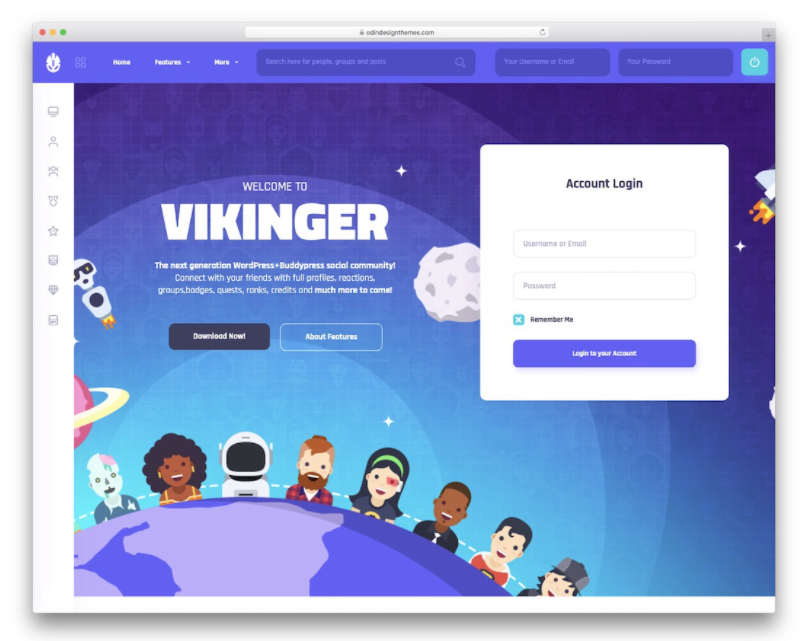 odindesignthemes.com
Home Features More Search here for people, groups and posts Your Username or Email Your Password
WELCOME TO
VIKINGER
The next generation WordPress+Buddypress social community!
Connect with your friends with full profiles, reactions,
groups,badges, quests, ranks, credits and much more to come!
Download Now! About Features
Account Login
Username or Email
Password
Remember Me
Login to your Account